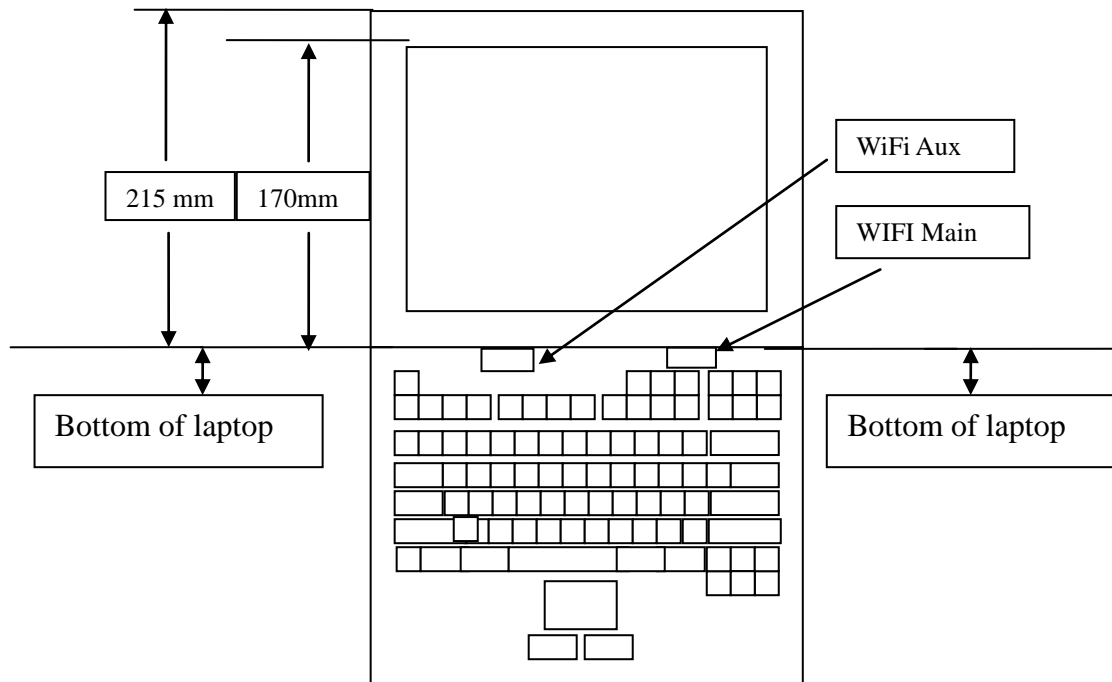 WiFi Aux
215 mm
170mm
WIFI Main
Bottom of laptop
Bottom of laptop